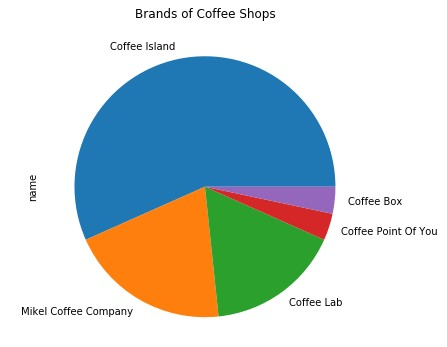 Brands of Coffee Shops
Coffee Island
name
Coffee Box
Coffee Point Of You
Coffee Lab
Mikel Coffee Company